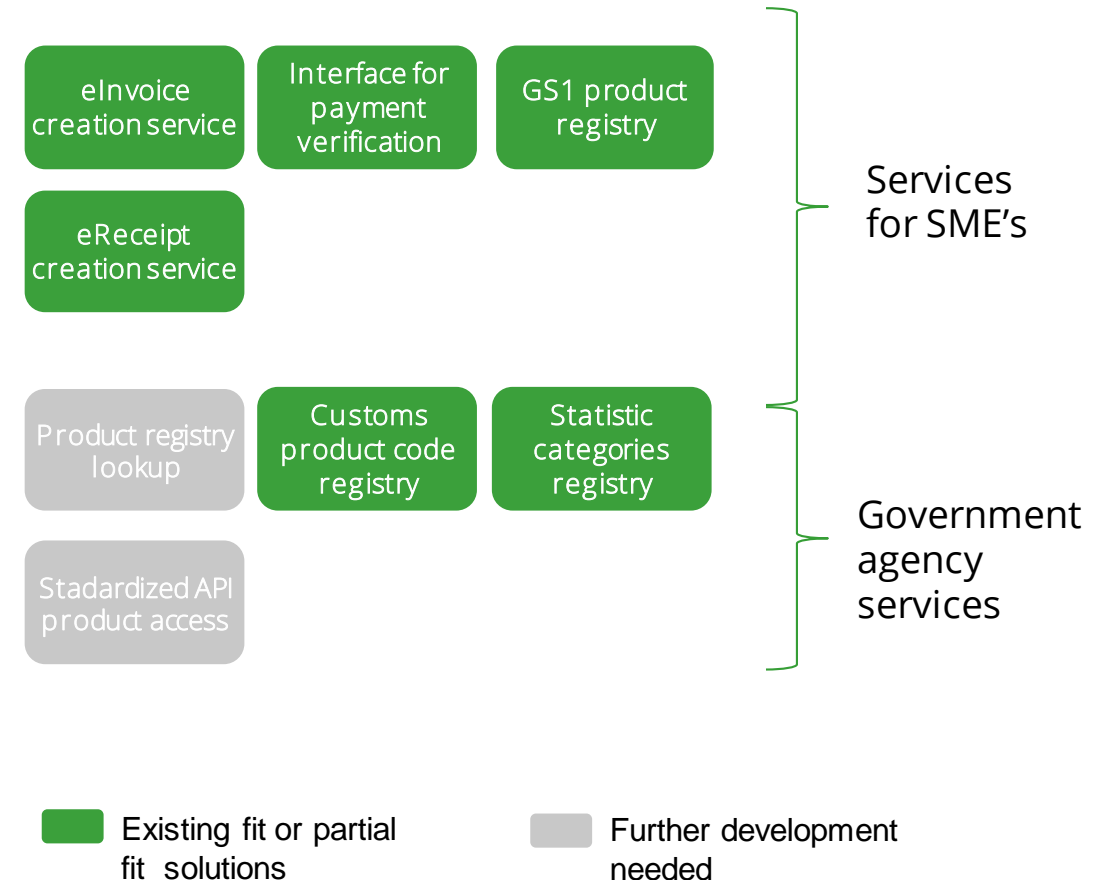 eInvoice
creation service
Interface for
payment
verification
GS1 product
registry
Services
for SME’s
eReceipt
creation service
Product registry
lookup
Customs
product code
registry
Statistic
categories
registry
Government
agency
services
Stadardized API
product access
Existing fit or partial
fit solutions
Further development
needed